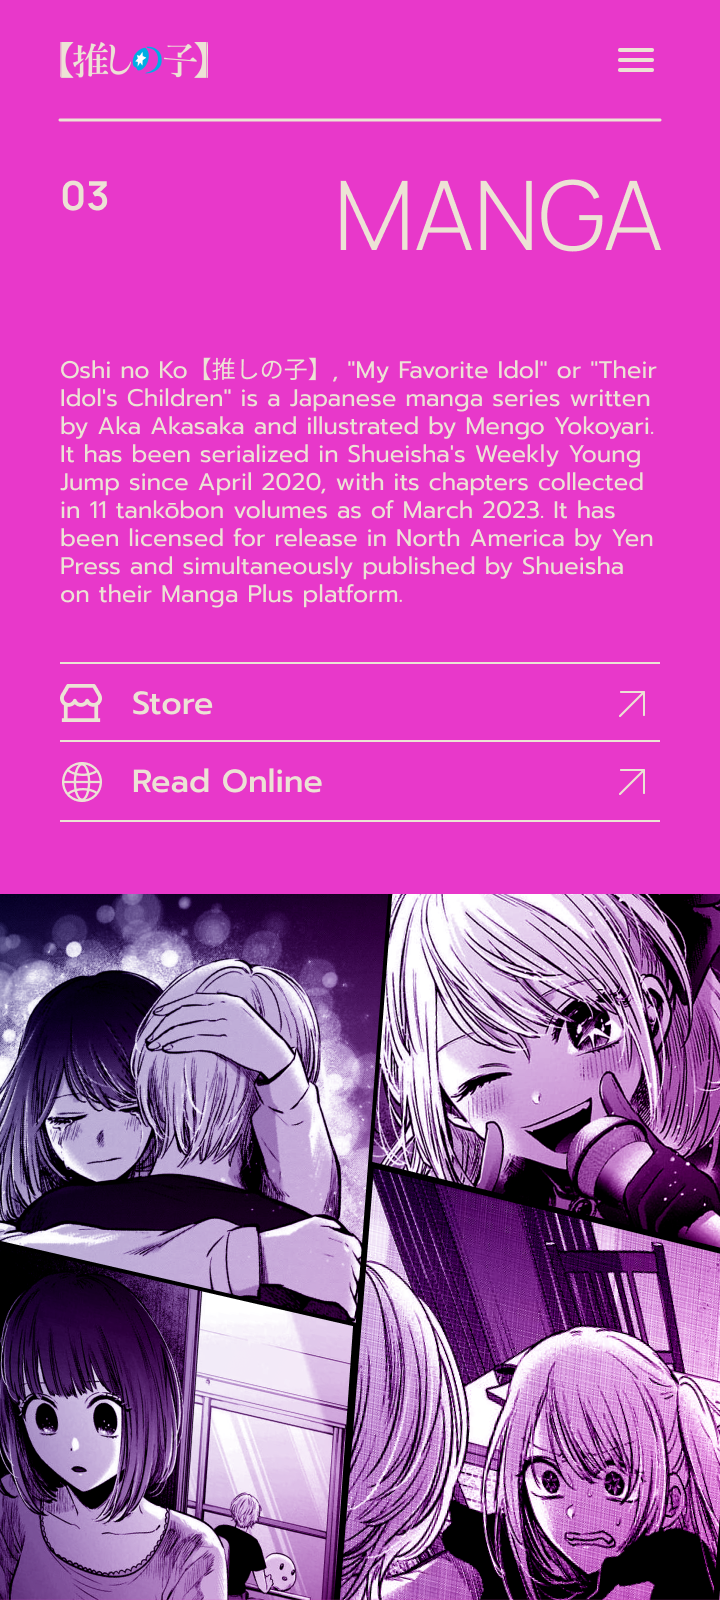 【推しの子】
03
MANGA
Oshi no Ko【推しの子】, "My Favorite Idol" or "Their
Idol's Children" is a Japanese manga series written
by Aka Akasaka and illustrated by Mengo Yokoyari.
It has been serialized in Shueisha's Weekly Young
Jump since April 2020, with its chapters collected
in 11 tankōbon volumes as of March 2023. It has
been licensed for release in North America by Yen
Press and simultaneously published by Shueisha
on their Manga Plus platform.
Store
Read Online